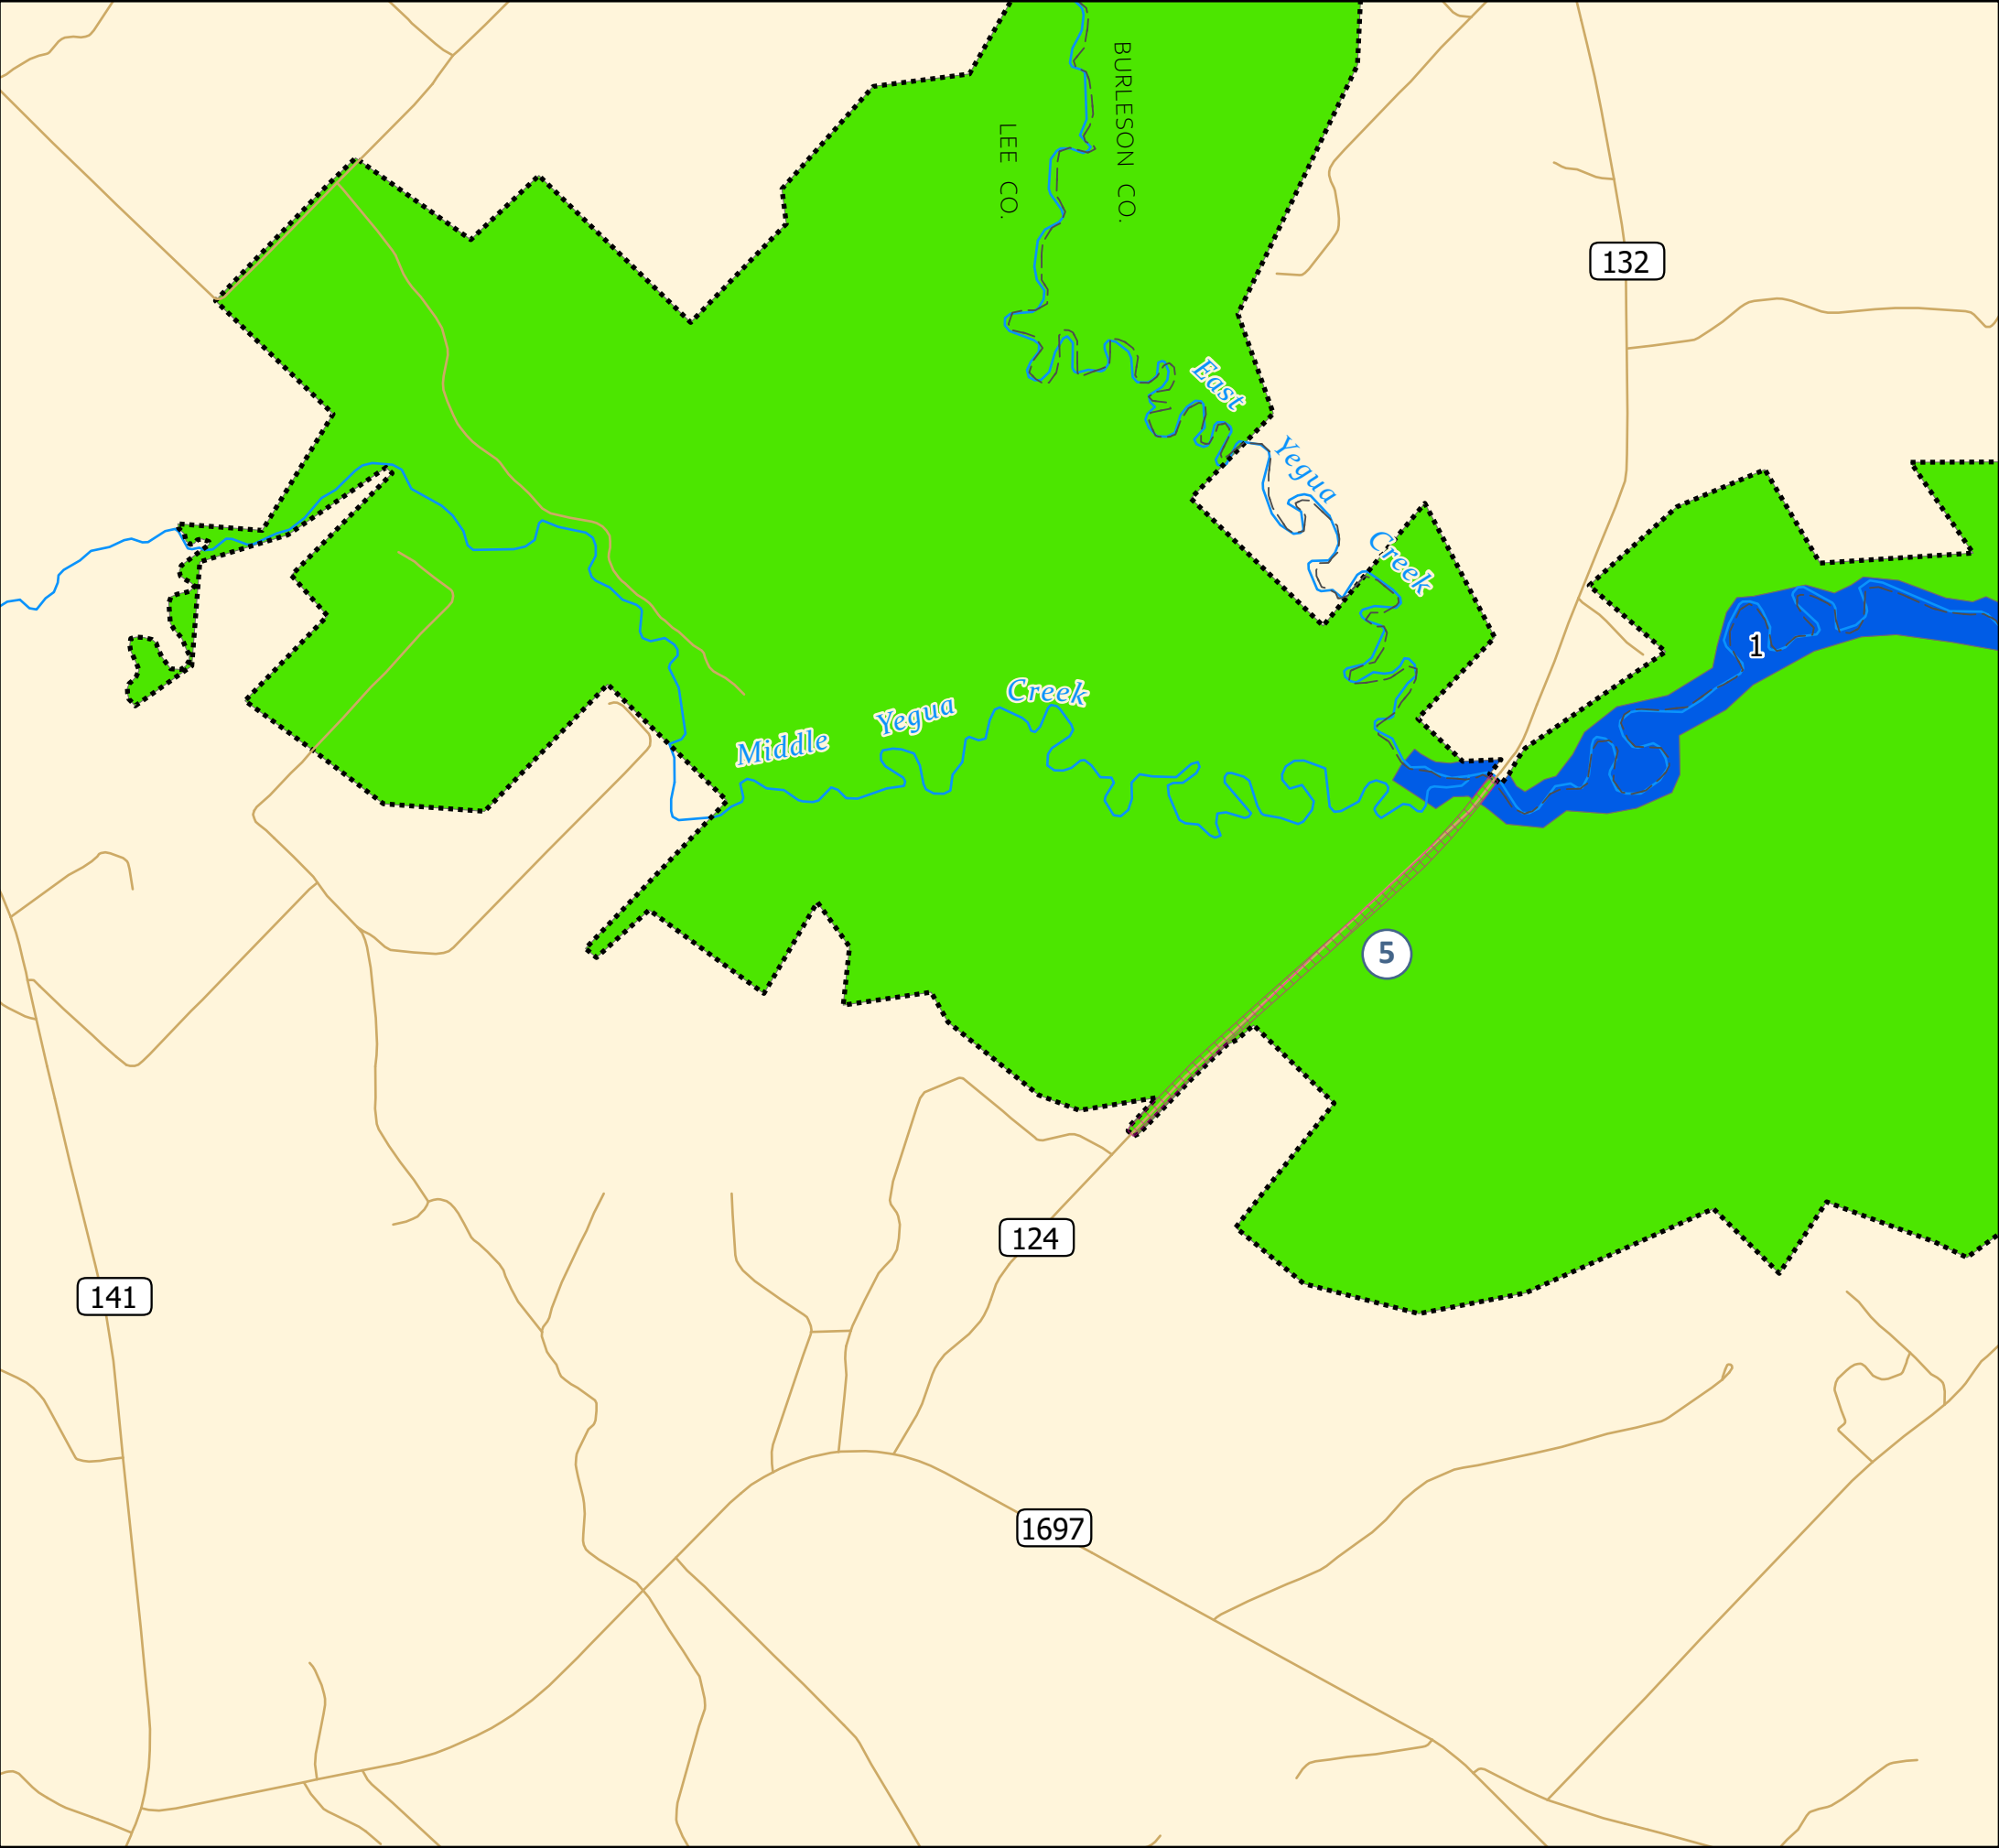 BURLESON CO.
LEE CO.
132
East
Yegua
Creek
1
Middle
Yegua
Creek
5
124
141
1697